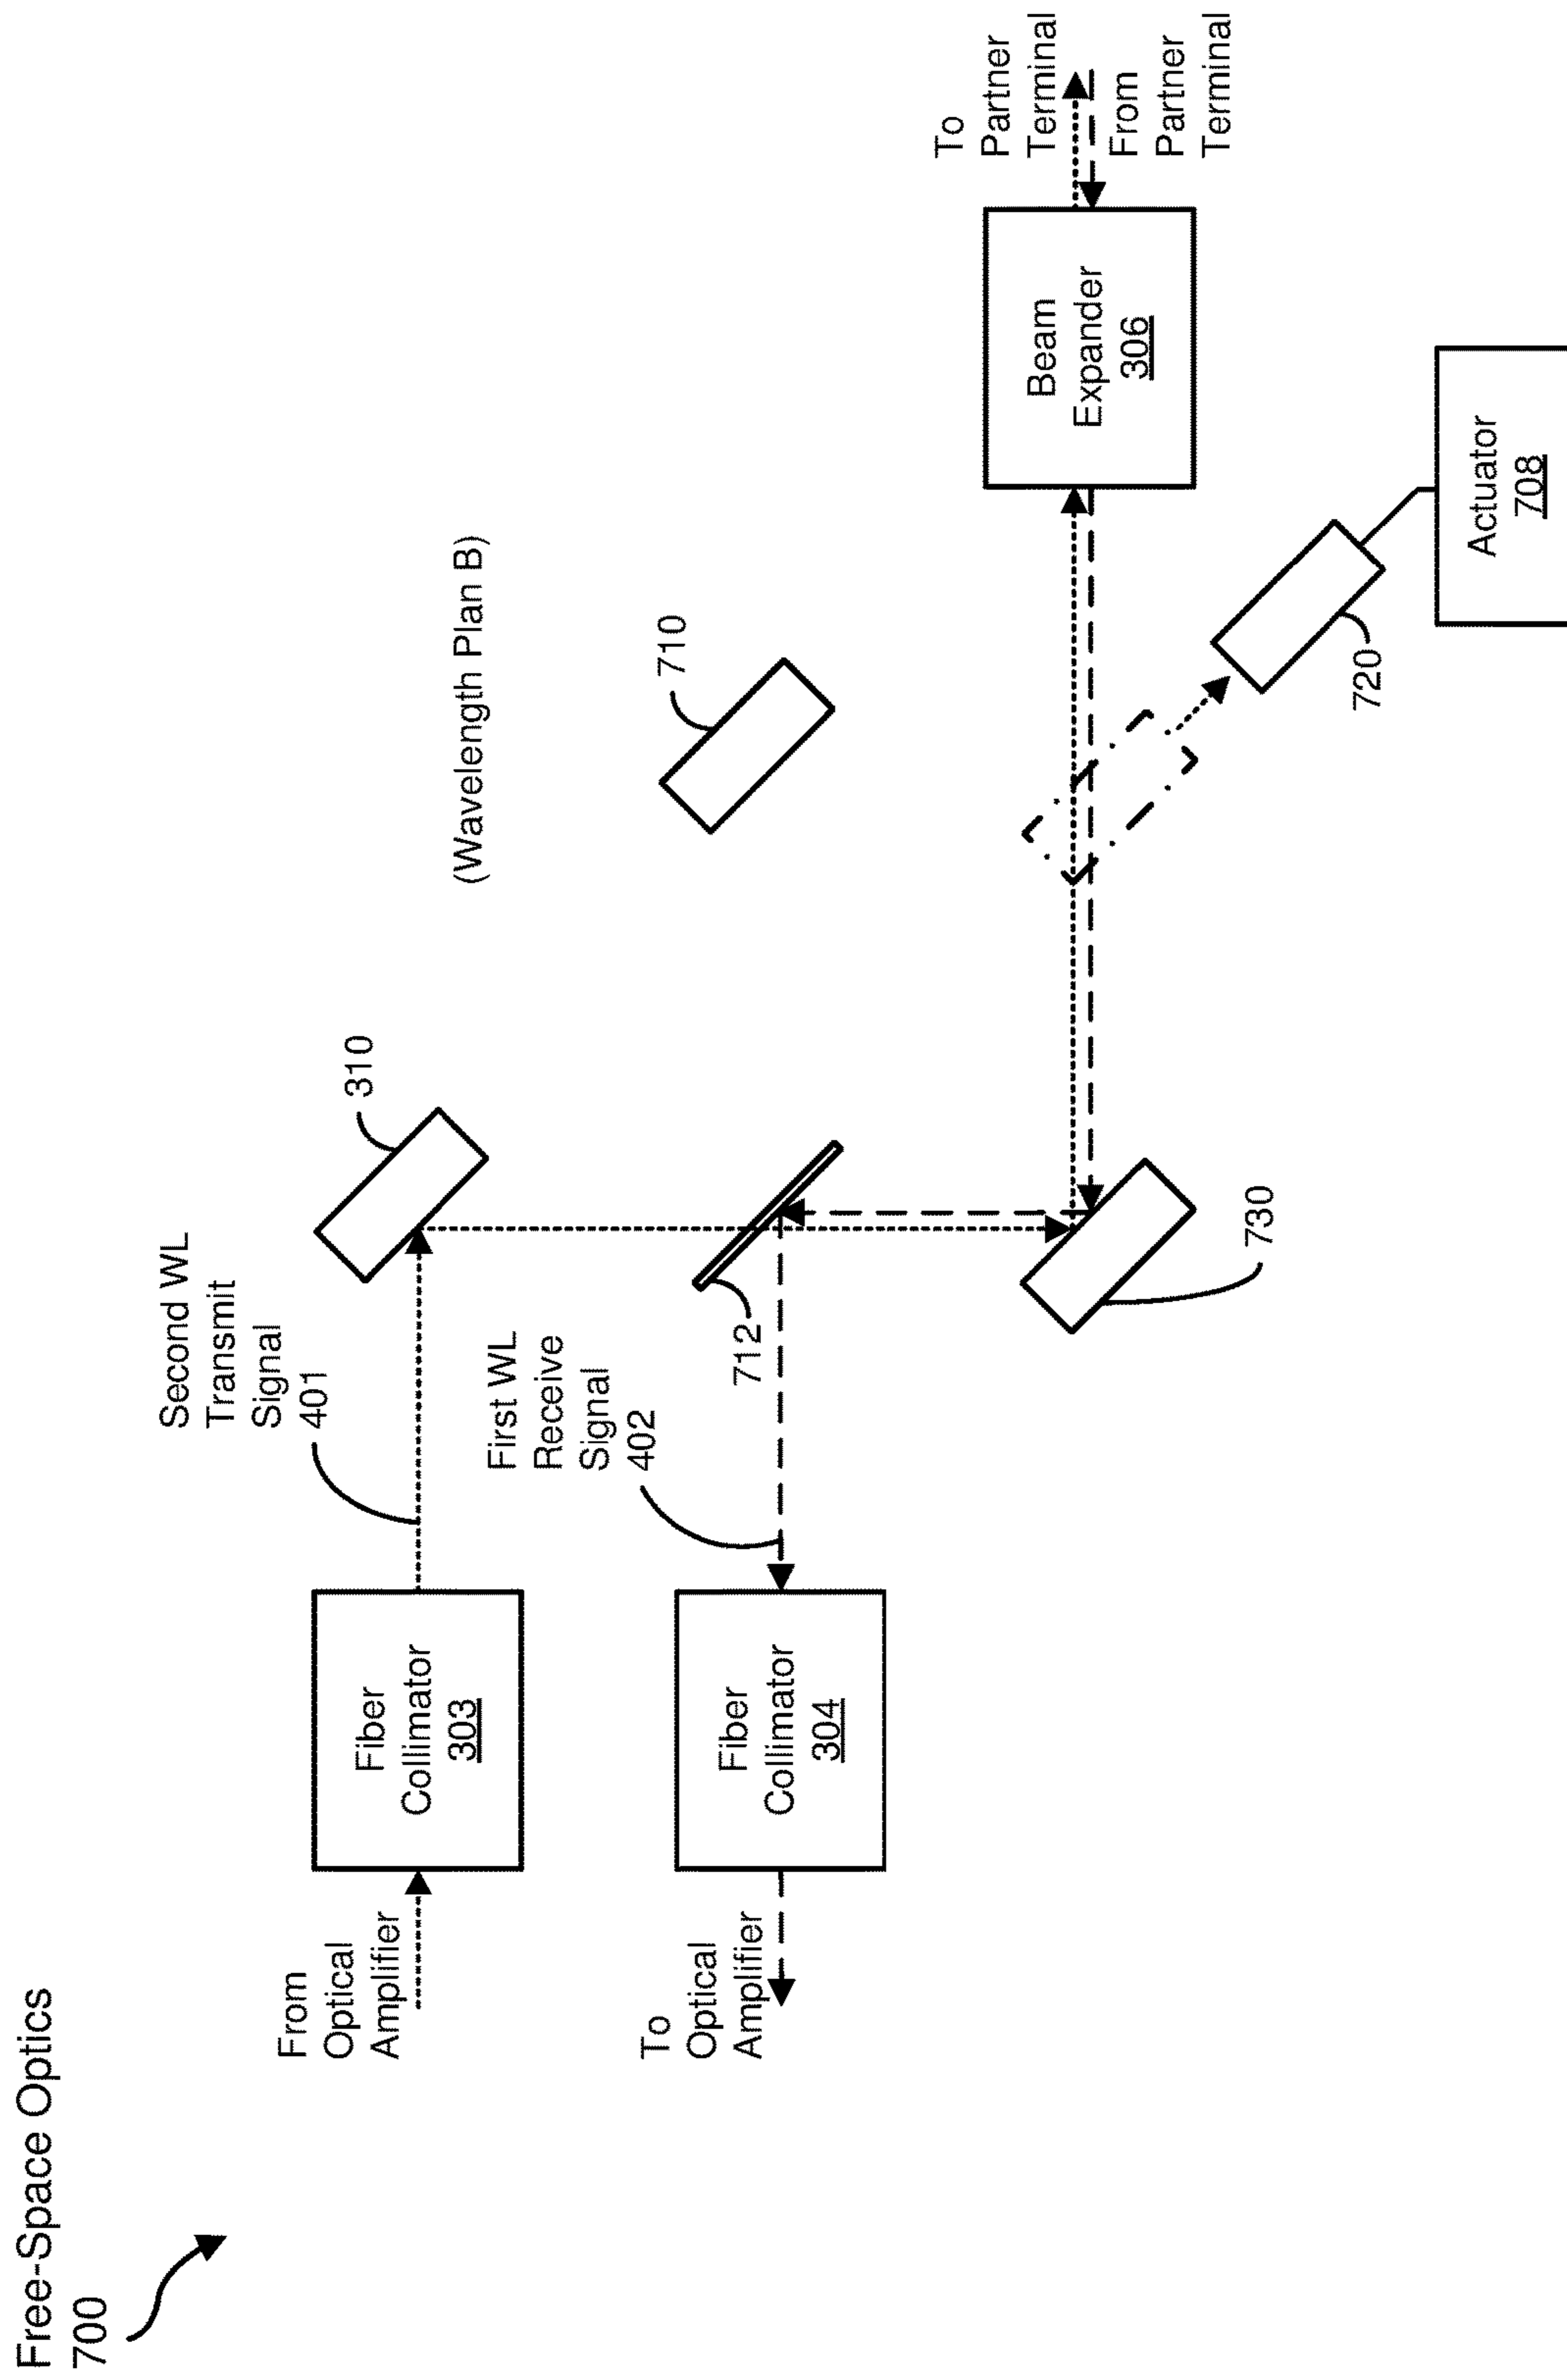 Free-Space Optics
700
(Wavelength Plan B)
Second WL
Transmit
Signal
401
310
From
Optical
Amplifier
Fiber
Collimator
303
First WL
Receive
Signal
402
712
710
To
Optical
Amplifier
Fiber
Collimator
304
To
Partner
Terminal
From
Partner
Terminal
Beam
Expander
306
730
720
Actuator
708